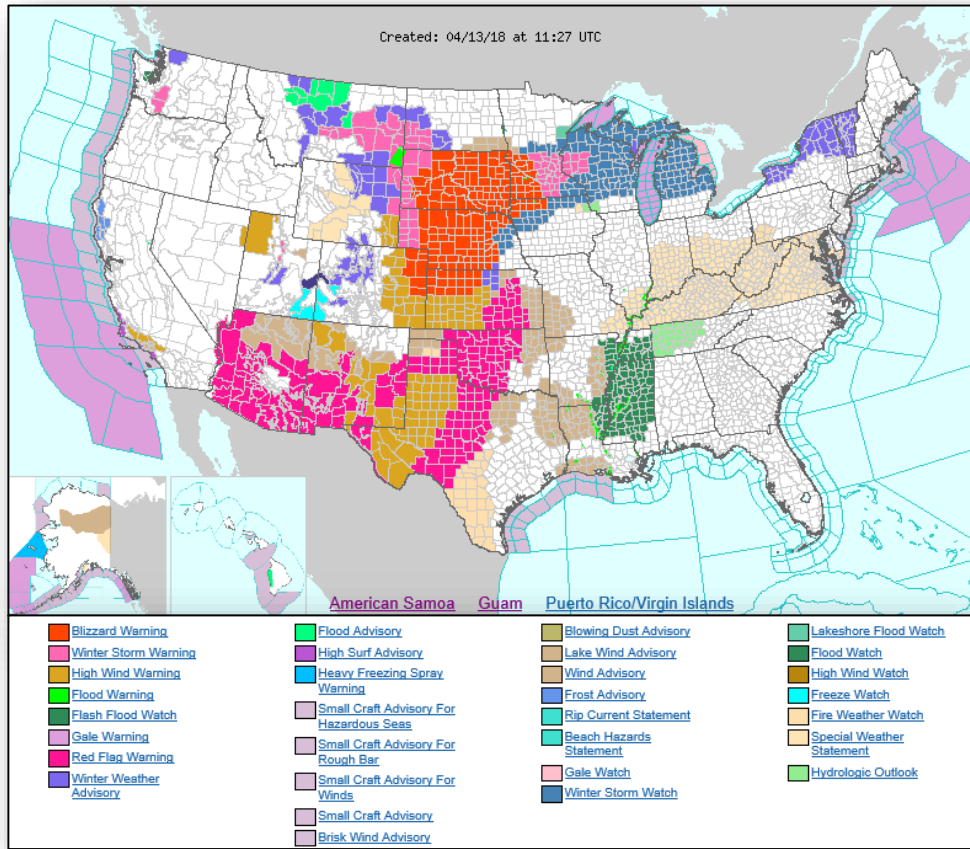 Created: 04/13/18 at 11:27 UTC
American Samoa Guam Puerto Rico/Virgin Islands
Blizzard Warning
Winter Storm Warning
High Wind Warning
Flood Warning
Flash Flood Watch
Gale Warning
Red Flag Warning
Winter Weather
Advisory
Flood Advisory
High Surf Advisory
Heavy Freezing Spray
Warning
Small Craft Advisory For
Hazardous Seas
Small Craft Advisory For
Rough Bar
Small Craft Advisory For
Winds
Small Craft Advisory
Brisk Wind Advisory
Blowing Dust Advisory
Lake Wind Advisory
Wind Advisory
Frost Advisory
Rip Current Statement
Beach Hazards
Statement
Gale Watch
Winter Storm Watch
Lakeshore Flood Watch
Flood Watch
High Wind Watch
Freeze Watch
Fire Weather Watch
Special Weather
Statement
Hydrologic Outlook